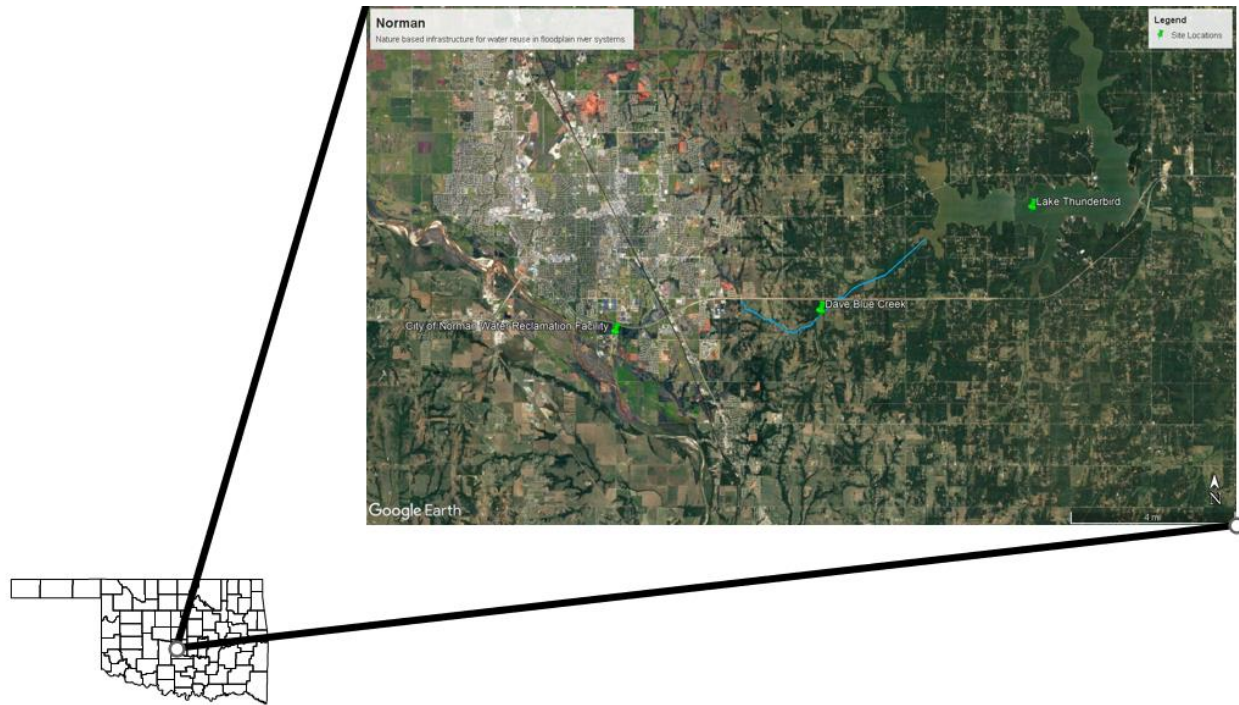 Norman
Nature based infrastructure for water reuse in floodplain river systems
Legend
Site Locations
Lake Thunderbird
Dave Blue Creek
City of Norman Water Reclamation Facility
Google Earth
N
4 mi